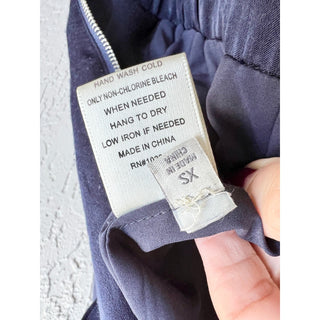 HAND WASH COLD
ONLY NON-CHLORINE BLEACH
WHEN NEEDED
HANG TO DRY
LOW IRON IF NEEDED
MADE IN CHINA
XS
MADE IN
CHINA